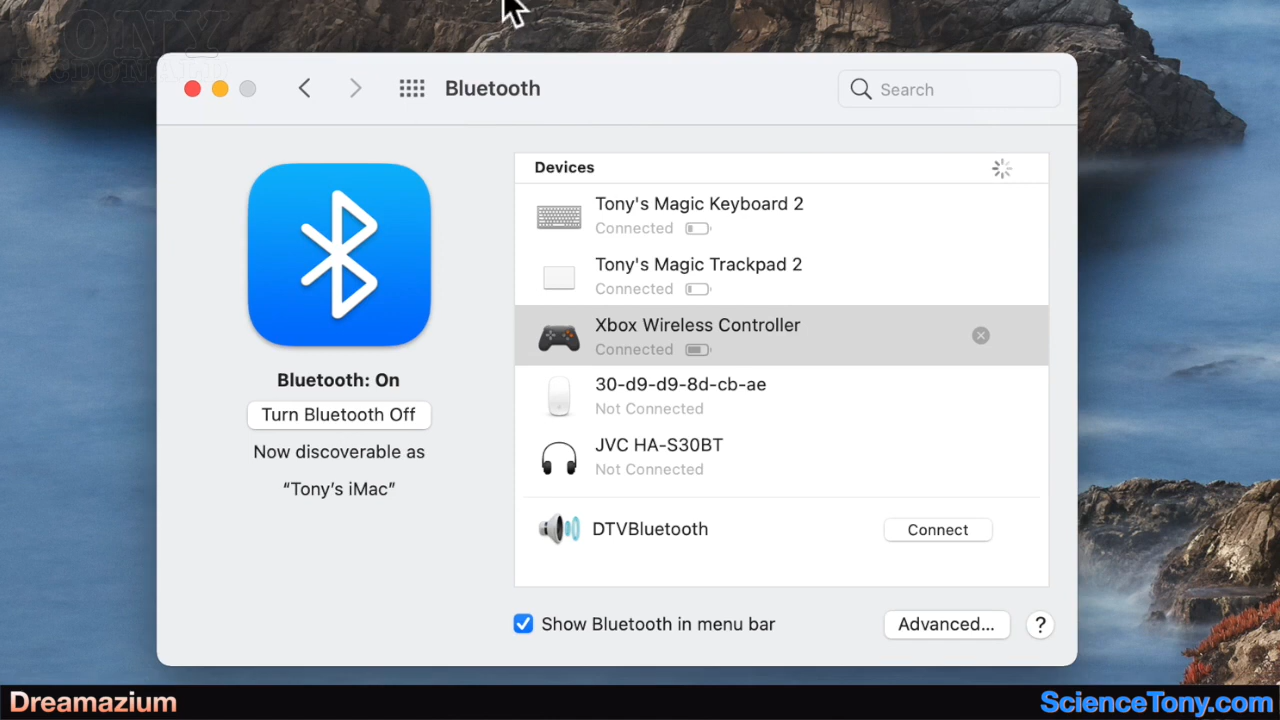 TONY
Bluetooth
Search
Devices
Tony's Magic Keyboard 2
Connected
Tony's Magic Trackpad 2
Connected
Xbox Wireless Controller
Connected
30-d9-d9-8d-cb-ae
Not Connected
JVC HA-S30BT
Not Connected
DTVBluetooth
Connect
Bluetooth: On
Turn Bluetooth Off
Now discoverable as
“Tony's iMac”
Show Bluetooth in menu bar
Advanced...
?
Dreamazium
ScienceTony.com